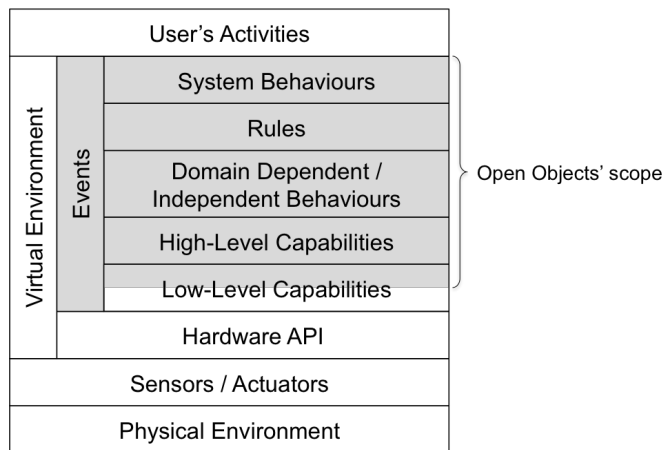 User's Activities
Virtual Environment
Events
System Behaviours
Rules
Domain Dependent /
Independent Behaviours
High-Level Capabilities
Low-Level Capabilities
Open Objects' scope
Hardware API
Sensors / Actuators
Physical Environment